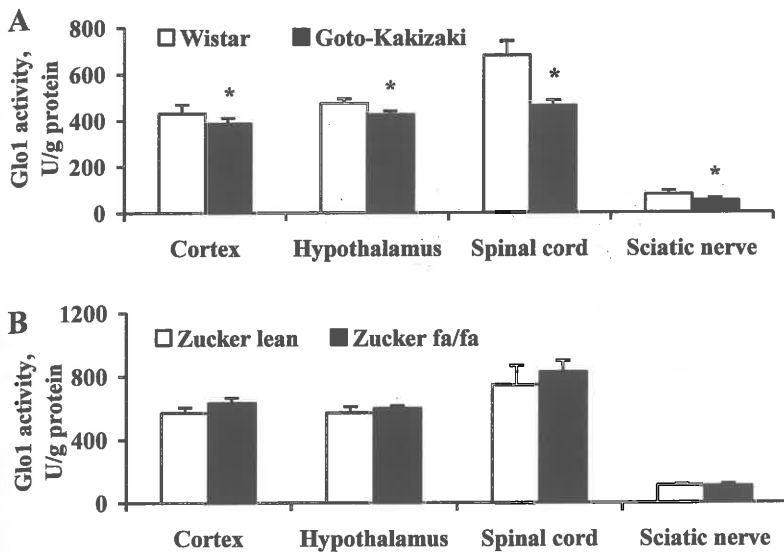 A
Glo1 activity,
U/g protein
800
600
400
200
0
Wistar Goto-Kakizaki
* * * *
Cortex Hypothalamus Spinal cord Sciatic nerve
B
Glo1 activity,
U/g protein
1200
800
400
0
Zucker lean Zucker fa/fa
Cortex Hypothalamus Spinal cord Sciatic nerve